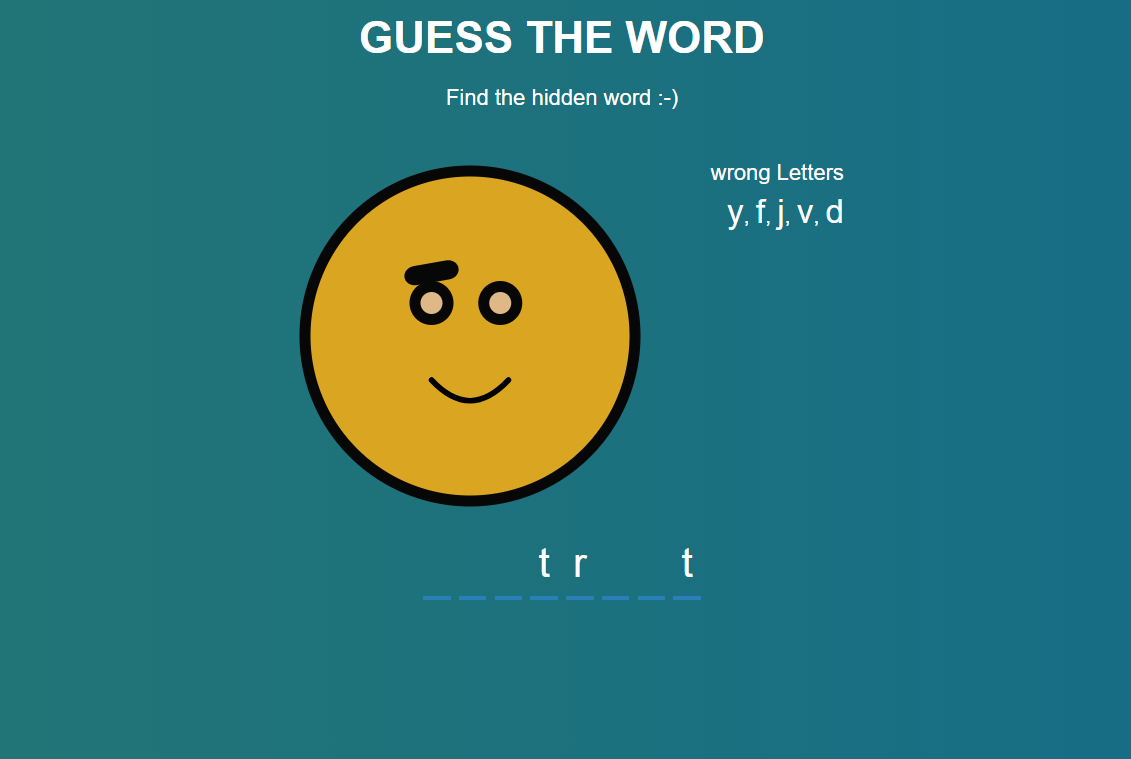 GUESS THE WORD
Find the hidden word :-)
wrong Letters
y, f, j, v, d
_ _ _ t r _ _ t